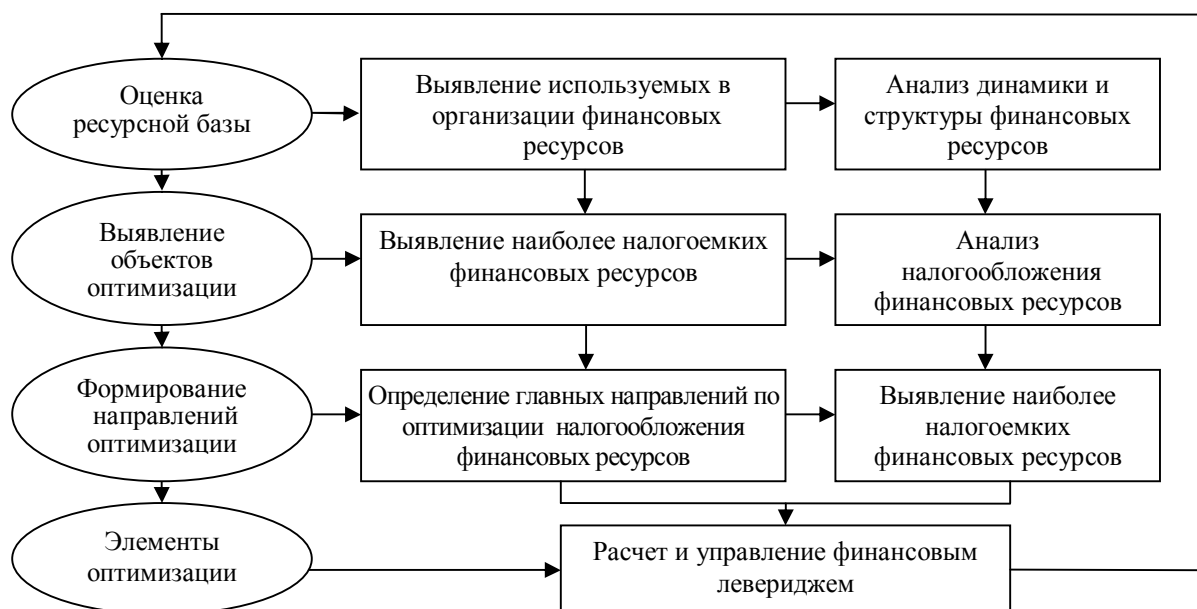 Оценка
ресурсной базы
Выявление используемых в
организации финансовых
ресурсов
Анализ динамики и
структуры финансовых
ресурсов
Выявление
объектов
оптимизации
Выявление наиболее налогоемких
финансовых ресурсов
Анализ
налогообложения
финансовых ресурсов
Формирование
направлений
оптимизации
Определение главных направлений по
оптимизации налогообложения
финансовых ресурсов
Выявление наиболее
налогоемких
финансовых ресурсов
Элементы
оптимизации
Расчет и управление финансовым
левериджем